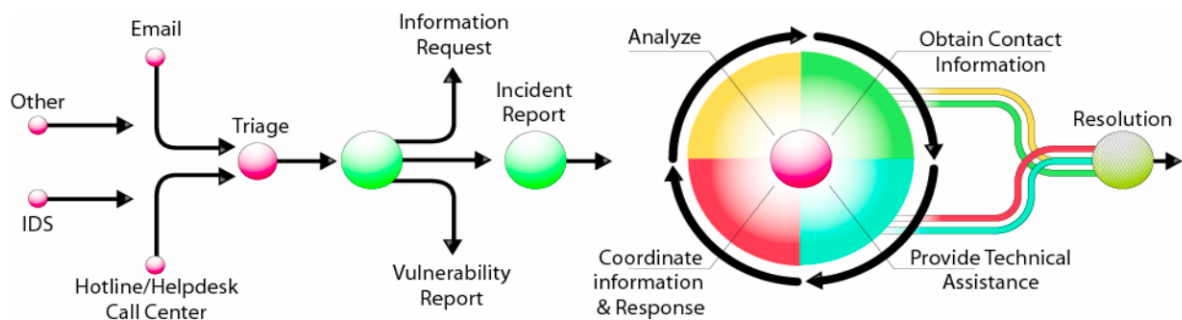 Email
Other
IDS
Hotline/Helpdesk
Call Center
Triage
Information
Request
Incident
Report
Vulnerability
Report
Analyze
Obtain Contact
Information
Coordinate
information
& Response
Provide Technical
Assistance
Resolution